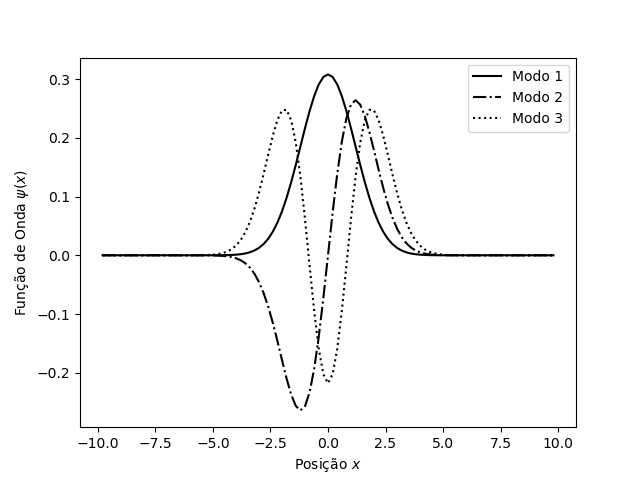 Modo 1
Modo 2
Modo 3
0.3
0.2
0.1
0.0
−0.1
−0.2
Função de Onda ψ(x)
−10.0 −7.5 −5.0 −2.5 0.0 2.5 5.0 7.5 10.0
Posição x